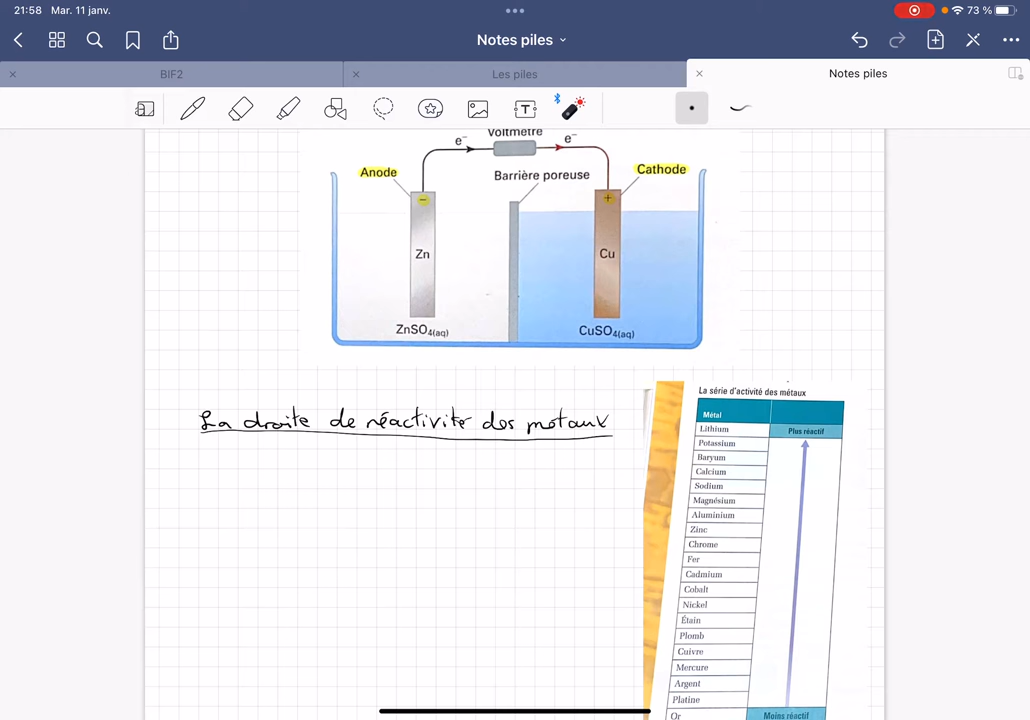 21:58 Mar. 11 janv.
73 %
Notes piles
BIF2
Les piles
Notes piles
T
Voltmètre
e⁻
e⁻
Anode
Barrière poreuse
Cathode
−
+
Zn
Cu
ZnSO4(aq)
CuSO4(aq)
La droite de réactivité des métaux
La série d'activité des métaux
Métal
Lithium
Plus réactif
Potassium
Baryum
Calcium
Sodium
Magnésium
Aluminium
Zinc
Chrome
Fer
Cadmium
Cobalt
Nickel
Étain
Plomb
Cuivre
Mercure
Argent
Platine
Or
Moins réactif